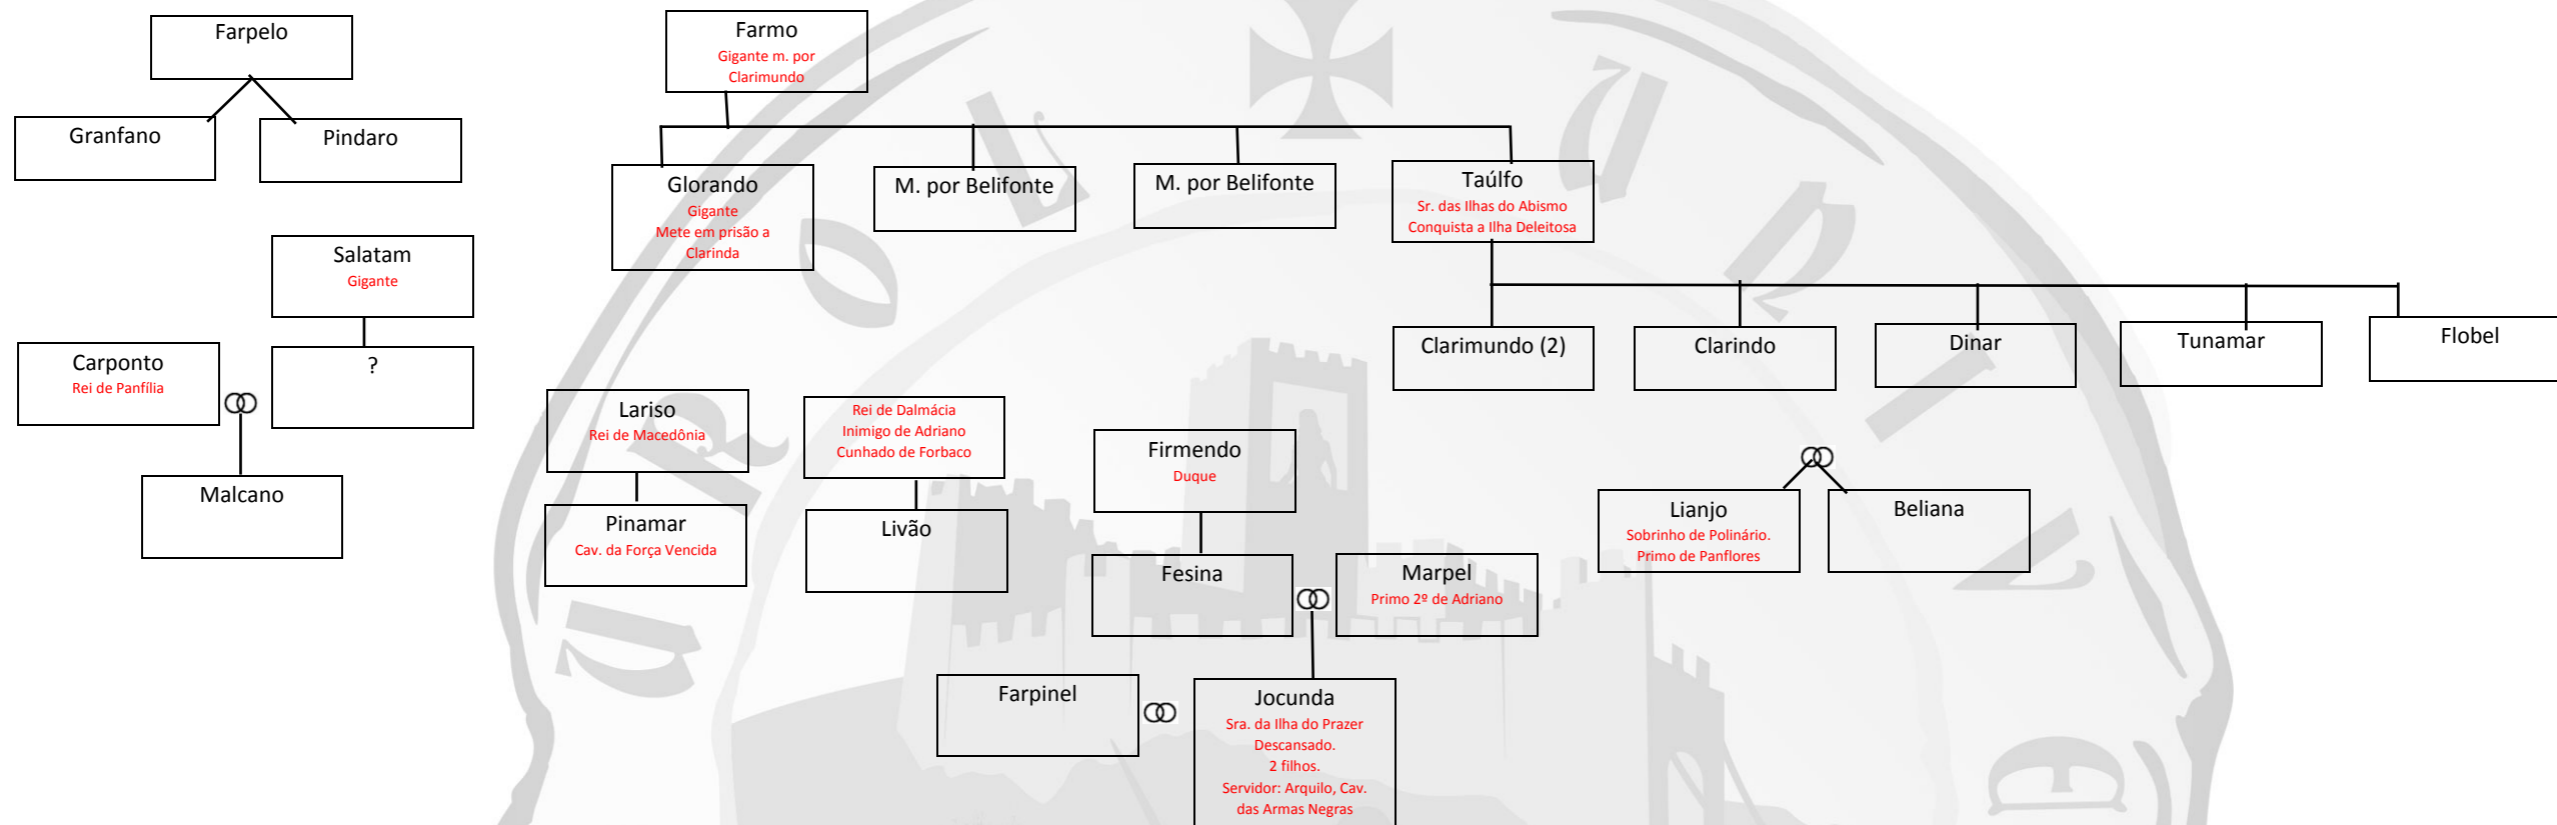 Farpelo
Granfano
Pindaro
Farmo
Gigante m. por
Clarimundo
Glorando
Gigante
Mete em prisão a
Clarinda
M. por Belifonte
M. por Belifonte
Taúlfo
Sr. das Ilhas do Abismo
Conquista a Ilha Deleitosa
Clarimundo (2)
Clarindo
Dinar
Tunamar
Flobel
Salatam
Gigante
Carponto
Rei de Panfília
?
Malcano
Lariso
Rei de Macedônia
Pinamar
Cav. da Força Vencida
Rei de Dalmácia
Inimigo de Adriano
Cunhado de Forbaco
Livão
Firmendo
Duque
Fesina
Marpel
Primo 2º de Adriano
Farpinel
Jocunda
Sra. da Ilha do Prazer
Descansado.
2 filhos.
Servidor: Arquilo, Cav.
das Armas Negras
Lianjo
Sobrinho de Polinário.
Primo de Panflores
Beliana